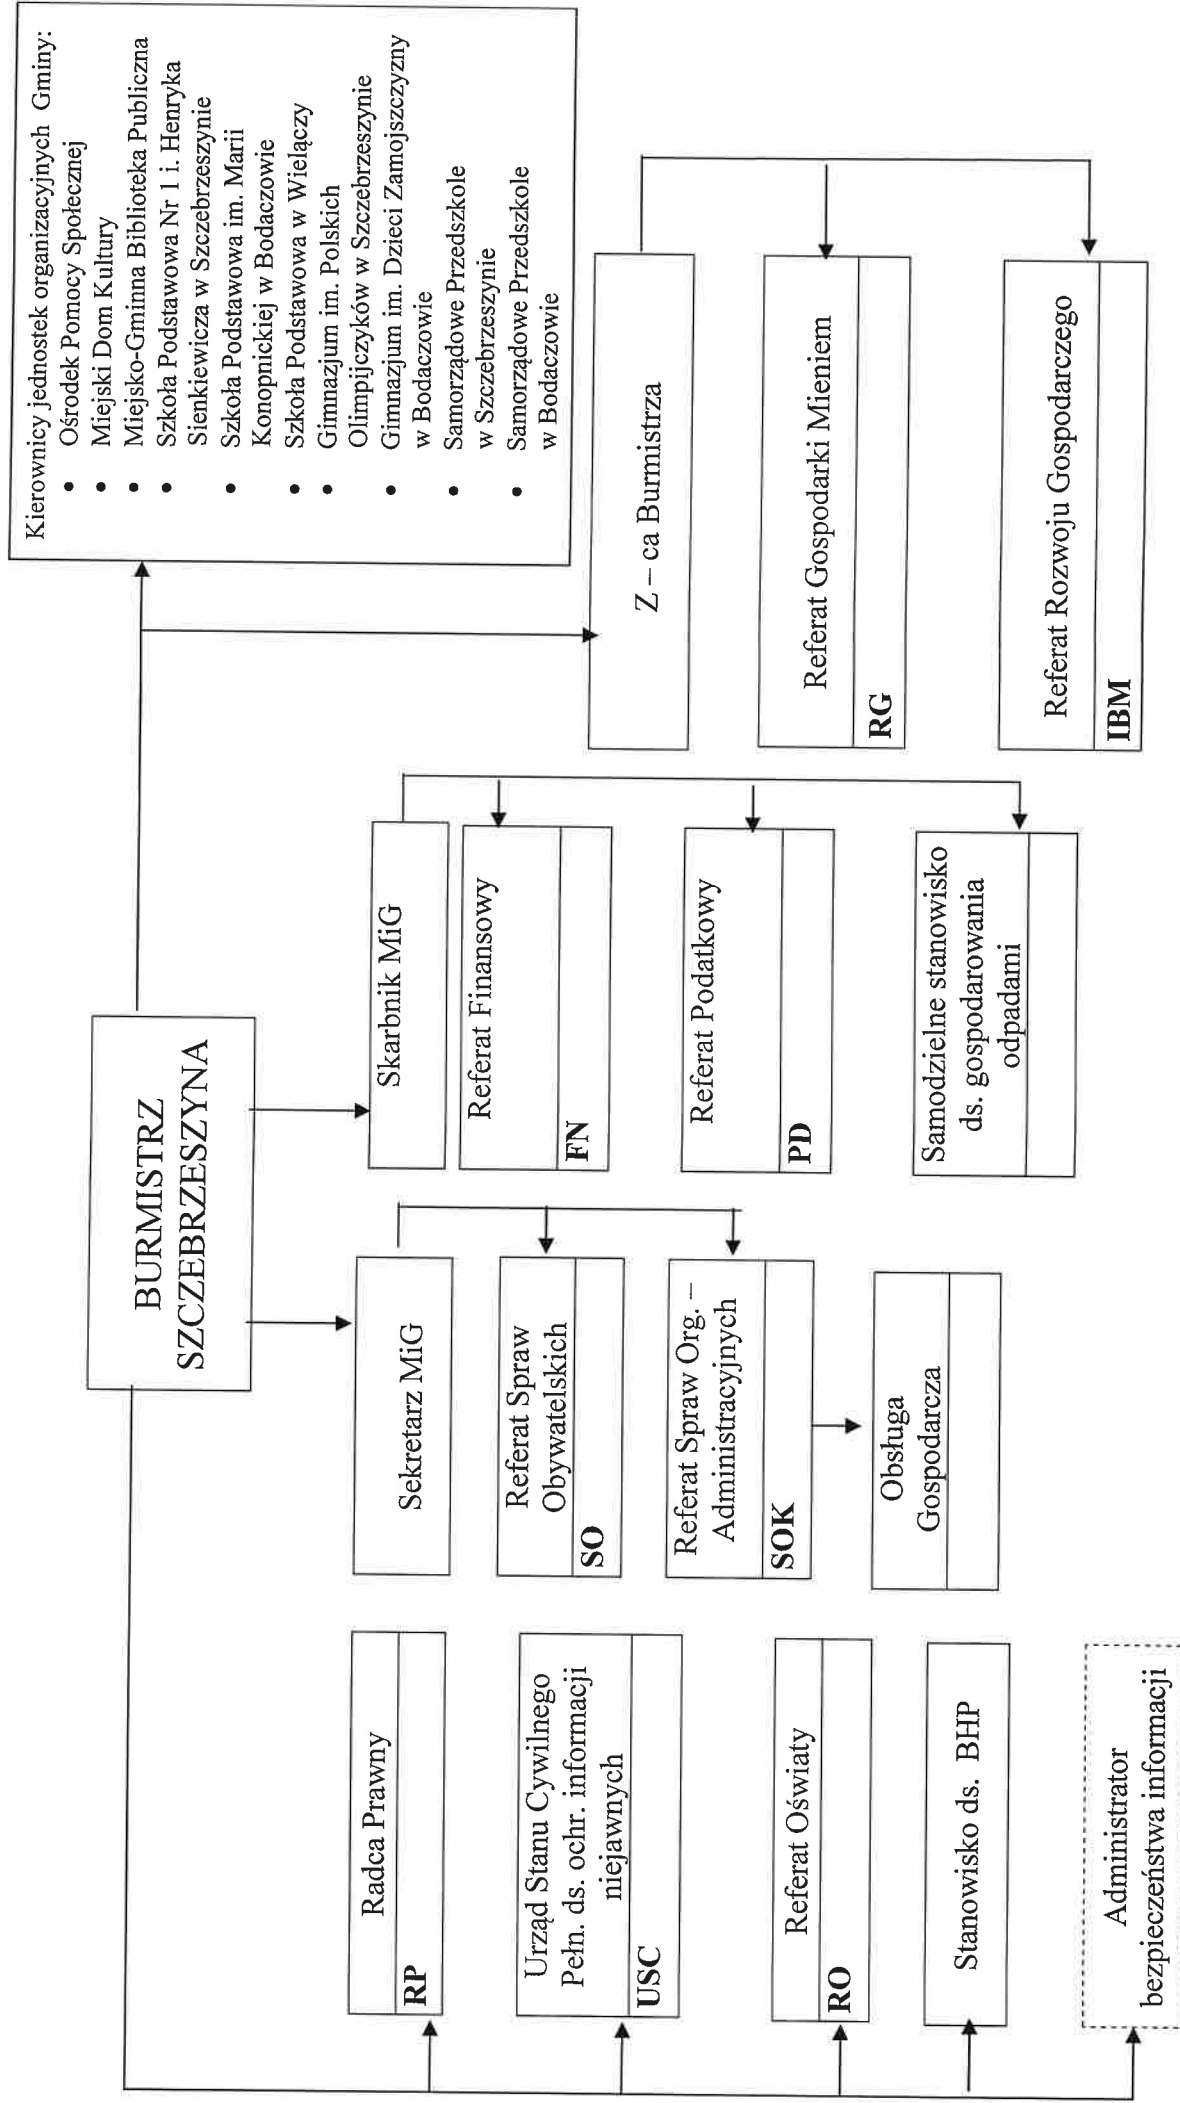 BURMISTRZ
SZCZEBRZESZYNA
Kierownicy jednostek organizacyjnych Gminy:
• Ośrodek Pomocy Społecznej
• Miejski Dom Kultury
• Miejsko-Gminna Biblioteka Publiczna
• Szkoła Podstawowa Nr 1 i. Henryka
Sienkiewicza w Szczebrzeszynie
• Szkoła Podstawowa im. Marii
Konopnickiej w Bodaczowie
• Szkoła Podstawowa w Wielączy
• Gimnazjum im. Polskich
Olimpijczyków w Szczebrzeszynie
• Gimnazjum im. Dzieci Zamojszczyzny
w Bodaczowie
• Samorządowe Przedszkole
w Szczebrzeszynie
• Samorządowe Przedszkole
w Bodaczowie
Radca Prawny
RP
Urząd Stanu Cywilnego
Pełn. ds. ochr. informacji
niejawnych
USC
Referat Oświaty
RO
Stanowisko ds. BHP
Administrator
bezpieczeństwa informacji
Sekretarz MiG
Referat Spraw
Obywatelskich
SO
Referat Spraw Org. –
Administracyjnych
SOK
Obsługa
Gospodarcza
Skarbnik MiG
Referat Finansowy
FN
Referat Podatkowy
PD
Samodzielne stanowisko
ds. gospodarowania
odpadami
Z – ca Burmistrza
Referat Gospodarki Mieniem
RG
Referat Rozwoju Gospodarczego
IBM